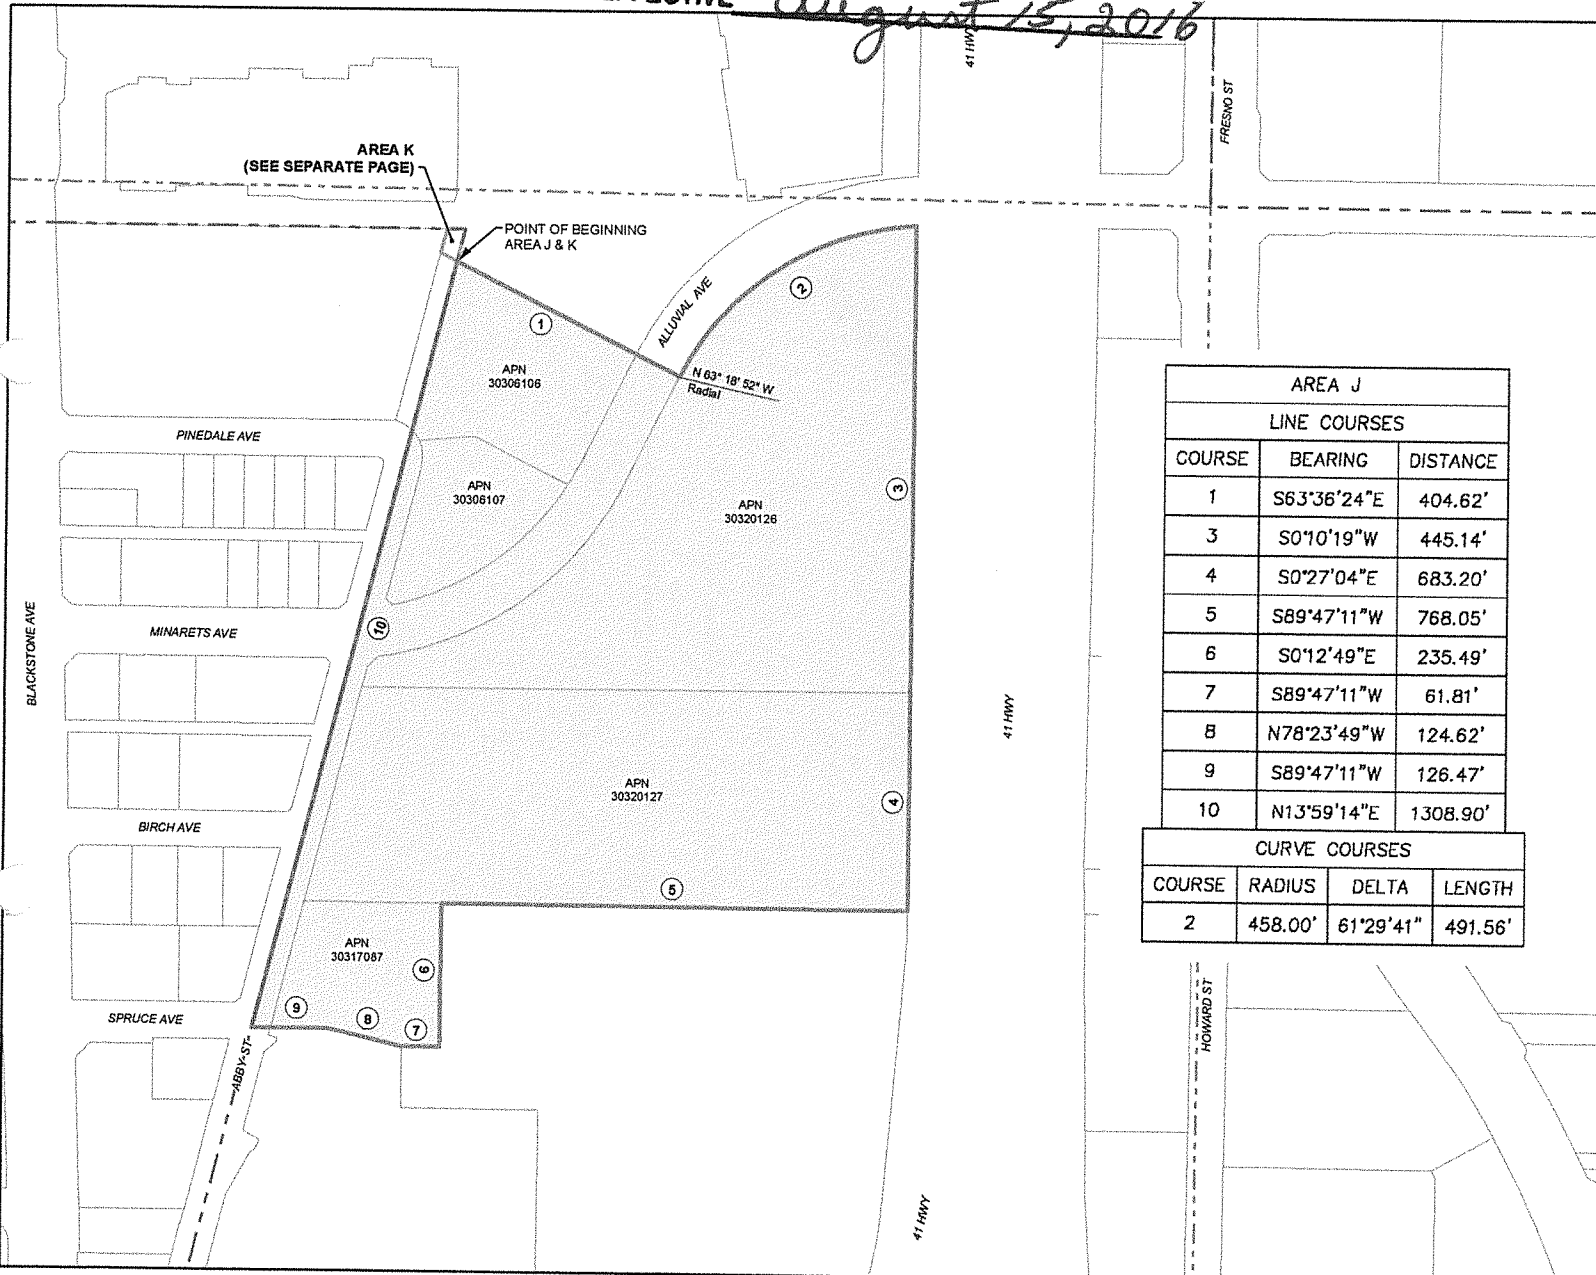 August 15, 2016
41 HWY
FRESNO ST
AREA K
(SEE SEPARATE PAGE)
POINT OF BEGINNING
AREA J & K
ALLUVIAL AVE
2
1
N 63° 18' 52" W
Radial
APN
30306106
PINEDALE AVE
APN
30306107
APN
30320126
3
BLACKSTONE AVE
MINARETS AVE
10
41 HWY
APN
30320127
4
BIRCH AVE
5
APN
30317087
6
9
8
7
SPRUCE AVE
ABBY ST
HOWARD ST
41 HWY
AREA J
LINE COURSES
COURSE BEARING DISTANCE
1 S63°36'24"E 404.62'
3 S0°10'19"W 445.14'
4 S0°27'04"E 683.20'
5 S89°47'11"W 768.05'
6 S0°12'49"E 235.49'
7 S89°47'11"W 61.81'
8 N78°23'49"W 124.62'
9 S89°47'11"W 126.47'
10 N13°59'14"E 1308.90'
CURVE COURSES
COURSE RADIUS DELTA LENGTH
2 458.00' 61°29'41" 491.56'